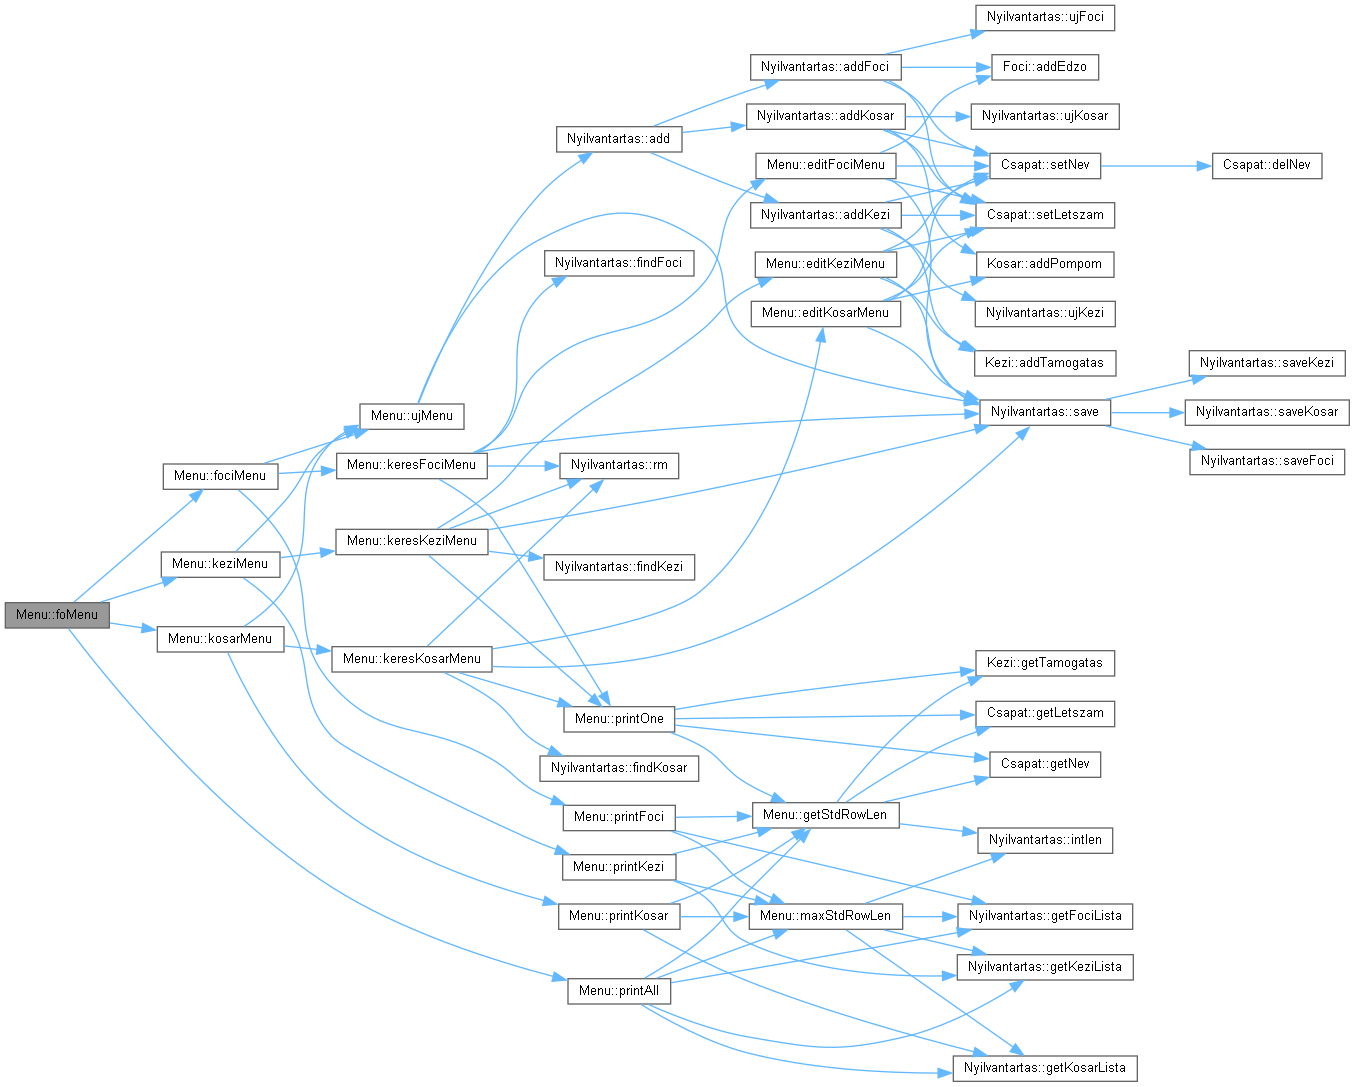 Menu::foMenu
Menu::fociMenu
Menu::keziMenu
Menu::kosarMenu
Menu::ujMenu
Menu::keresFociMenu
Menu::keresKeziMenu
Menu::keresKosarMenu
Nyilvantartas::add
Nyilvantartas::findFoci
Nyilvantartas::rm
Nyilvantartas::findKezi
Menu::printOne
Nyilvantartas::findKosar
Menu::printFoci
Menu::printKezi
Menu::printKosar
Menu::printAll
Nyilvantartas::addFoci
Nyilvantartas::addKosar
Menu::editFociMenu
Nyilvantartas::addKezi
Menu::editKeziMenu
Menu::editKosarMenu
Menu::getStdRowLen
Menu::maxStdRowLen
Nyilvantartas::ujFoci
Foci::addEdzo
Nyilvantartas::ujKosar
Csapat::setNev
Csapat::setLetszam
Kosar::addPompom
Nyilvantartas::ujKezi
Kezi::addTamogatas
Nyilvantartas::save
Kezi::getTamogatas
Csapat::getLetszam
Csapat::getNev
Nyilvantartas::intlen
Nyilvantartas::getFociLista
Nyilvantartas::getKeziLista
Nyilvantartas::getKosarLista
Csapat::delNev
Nyilvantartas::saveKezi
Nyilvantartas::saveKosar
Nyilvantartas::saveFoci